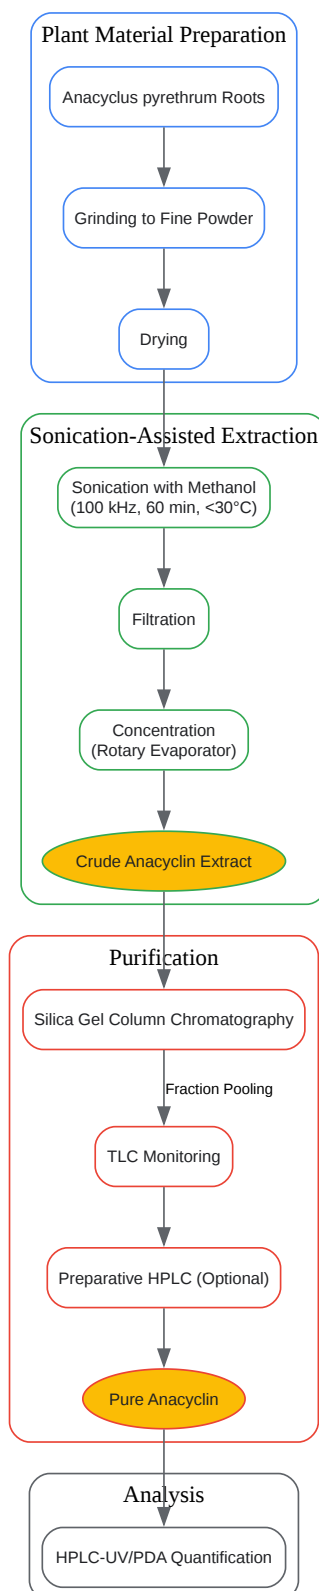 Plant Material Preparation
Anacyclus pyrethrum Roots
Grinding to Fine Powder
Drying
Sonication-Assisted Extraction
Sonication with Methanol
(100 kHz, 60 min, <30°C)
Filtration
Concentration
(Rotary Evaporator)
Crude Anacyclin Extract
Purification
Silica Gel Column Chromatography
Fraction Pooling
TLC Monitoring
Preparative HPLC (Optional)
Pure Anacyclin
Analysis
HPLC-UV/PDA Quantification